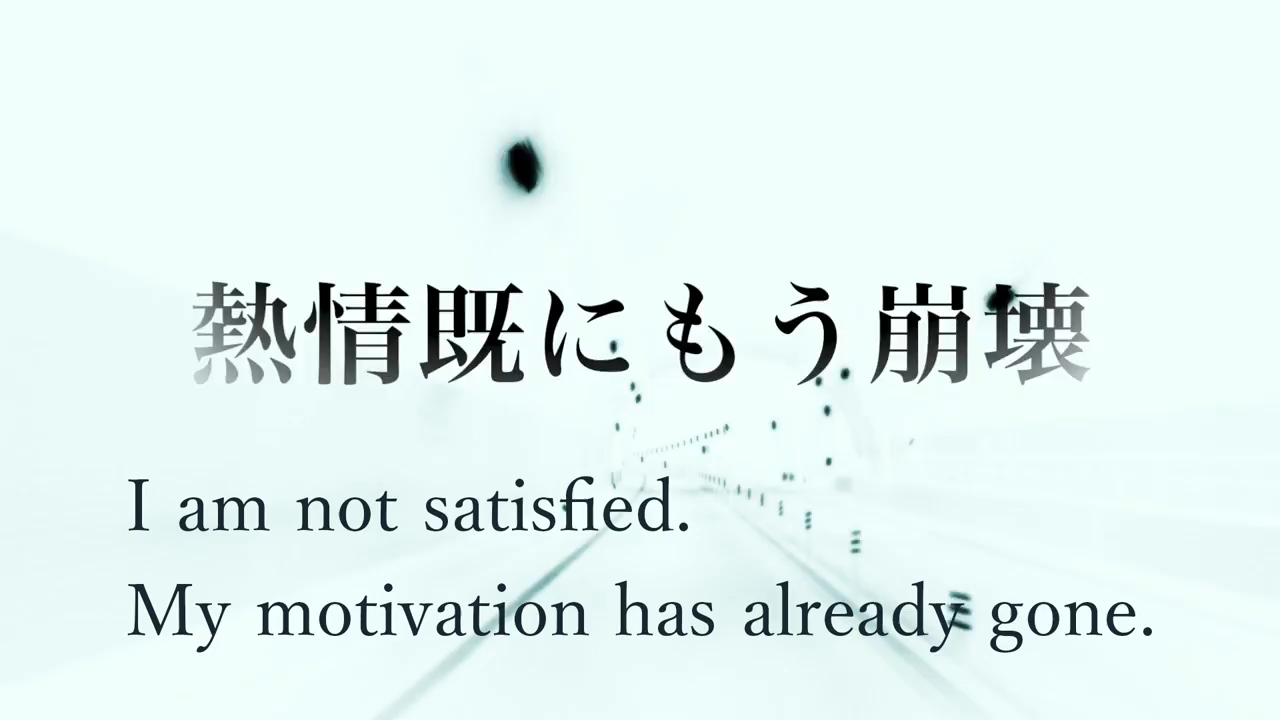 熱情既にもう崩壊
I am not satisfied.
My motivation has already gone.